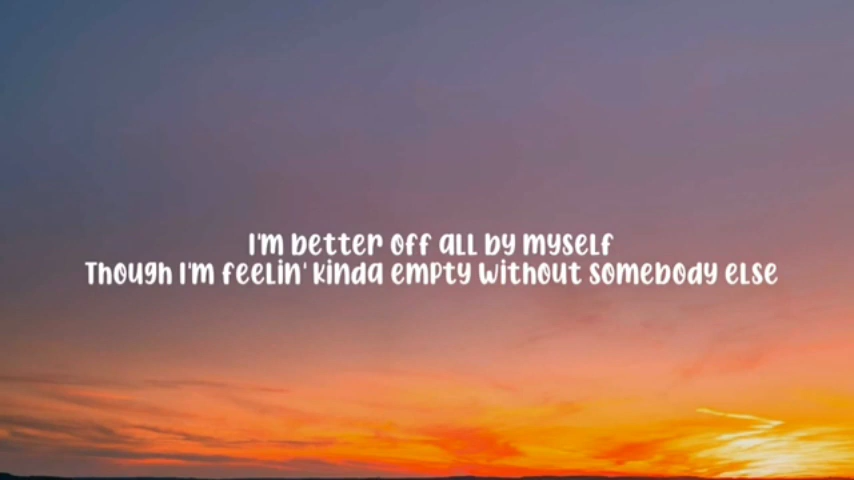 I'm better off all by myself
Though I'm feelin' kinda empty without somebody else